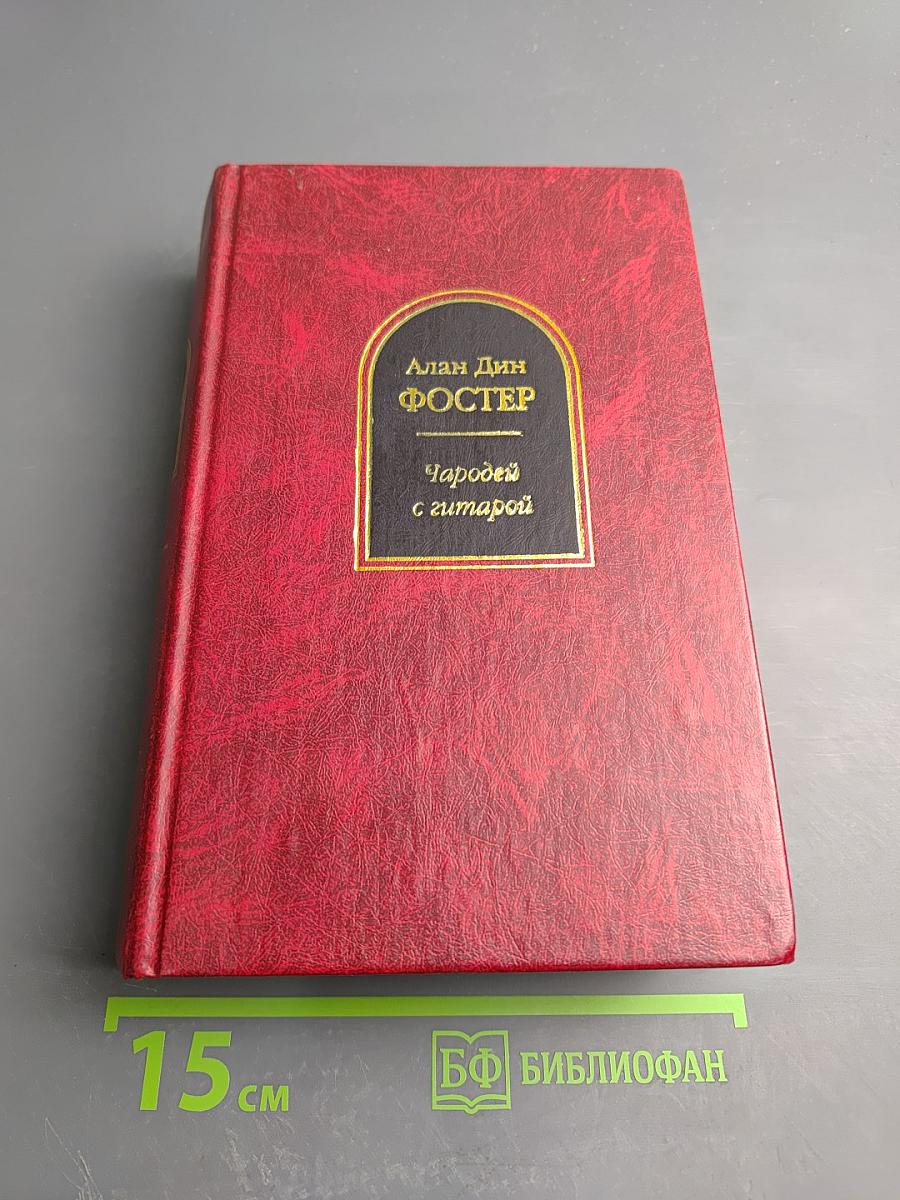 Алан Дин
ФОСТЕР
Чародей
с гитарой
15 см
БФ БИБЛИОФАН